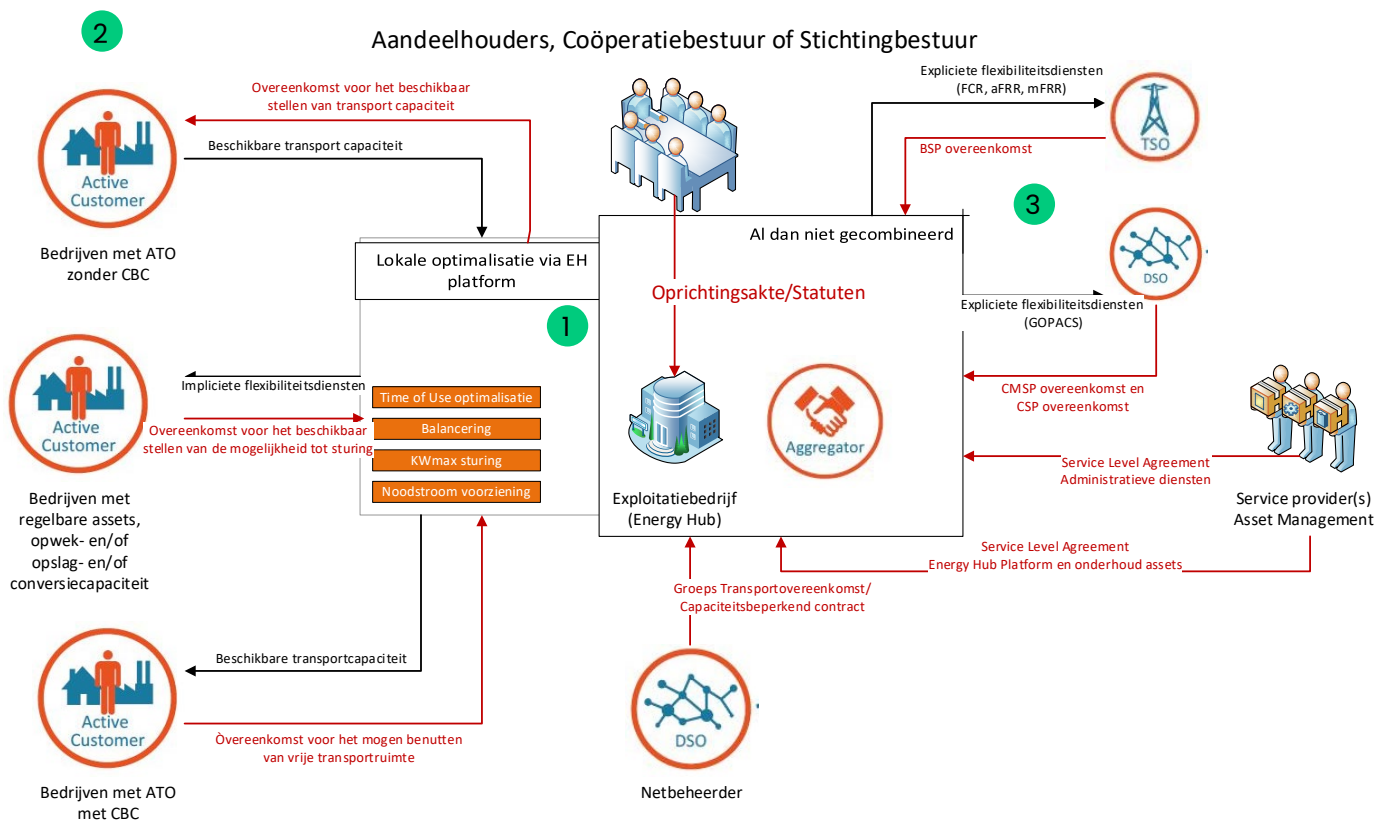 2
Aandeelhouders, Coöperatiebestuur of Stichtingbestuur
Overeenkomst voor het beschikbaar
stellen van transport capaciteit
Beschikbare transport capaciteit
Active
Customer
Bedrijven met ATO
zonder CBC
Expliciete flexibiliteitsdiensten
(FCR, aFRR, mFRR)
TSO
BSP overeenkomst
3
Al dan niet gecombineerd
DSO
Expliciete flexibiliteitsdiensten
(GOPACS)
Lokale optimalisatie via EH
platform
Oprichtingsakte/Statuten
1
Impliciete flexibiliteitsdiensten
Active
Customer
Overeenkomst voor het beschikbaar
stellen van de mogelijkheid tot sturing
Time of Use optimalisatie
Balancering
KWmax sturing
Noodstroom voorziening
Aggregator
CMSP overeenkomst en
CSP overeenkomst
Service Level Agreement
Administratieve diensten
Service provider(s)
Asset Management
Exploitatiebedrijf
(Energy Hub)
Bedrijven met
regelbare assets,
opwek- en/of
opslag- en/of
conversiecapaciteit
Service Level Agreement
Energy Hub Platform en onderhoud assets
Groeps Transportovereenkomst/
Capaciteitsbeperkend contract
Beschikbare transportcapaciteit
Active
Customer
Òvereenkomst voor het mogen benutten
van vrije transportruimte
DSO
Bedrijven met ATO
met CBC
Netbeheerder